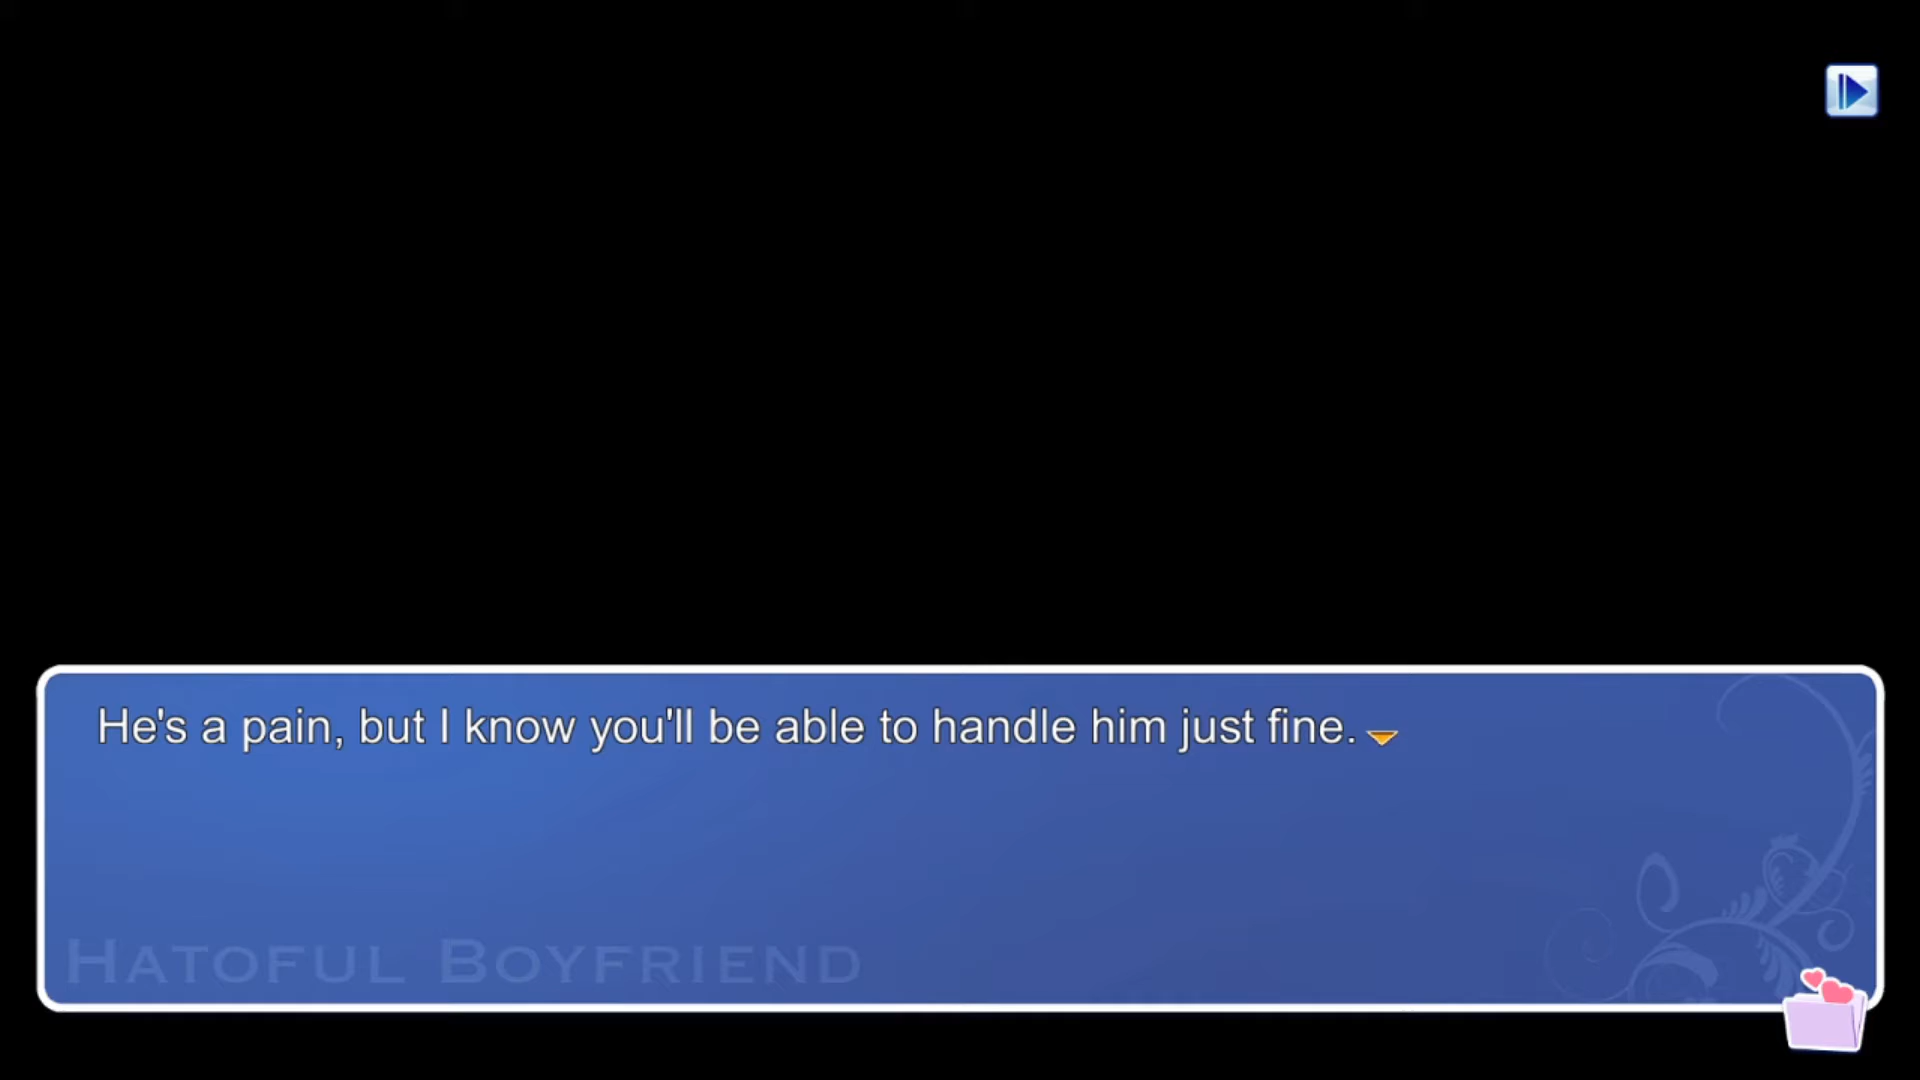 He's a pain, but I know you'll be able to handle him just fine.
HATOFUL BOYFRIEND